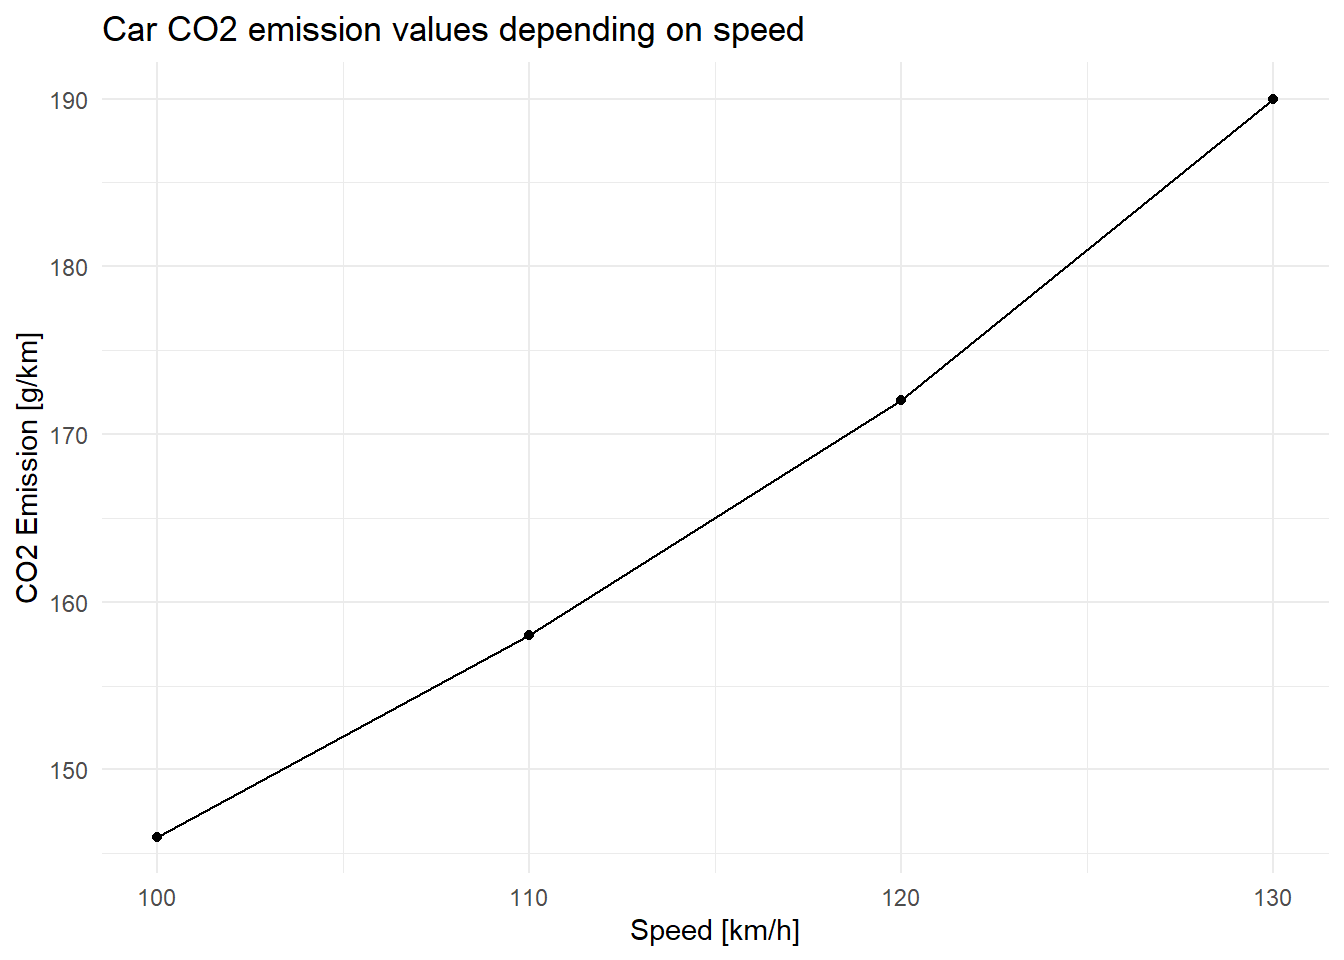 Car CO2 emission values depending on speed
190
180
170
160
150
CO2 Emission [g/km]
100 110 120 130
Speed [km/h]